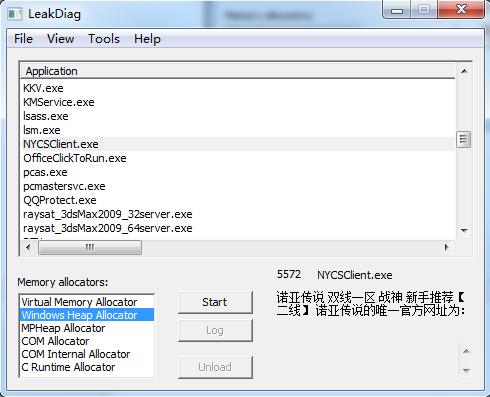 LeakDiag
File View Tools Help
Application
KKV.exe
KMService.exe
lsass.exe
lsm.exe
NYCSClient.exe
OfficeClickToRun.exe
pcas.exe
pcmastersvc.exe
QQProtect.exe
raysat_3dsMax2009_32server.exe
raysat_3dsMax2009_64server.exe
Memory allocators:
Virtual Memory Allocator
Windows Heap Allocator
MPHeap Allocator
COM Allocator
COM Internal Allocator
C Runtime Allocator
Start
Log
Unload
5572 NYCSClient.exe
诺亚传说 双线一区 战神 新手推荐【
二线】诺亚传说的唯一官方网址为：